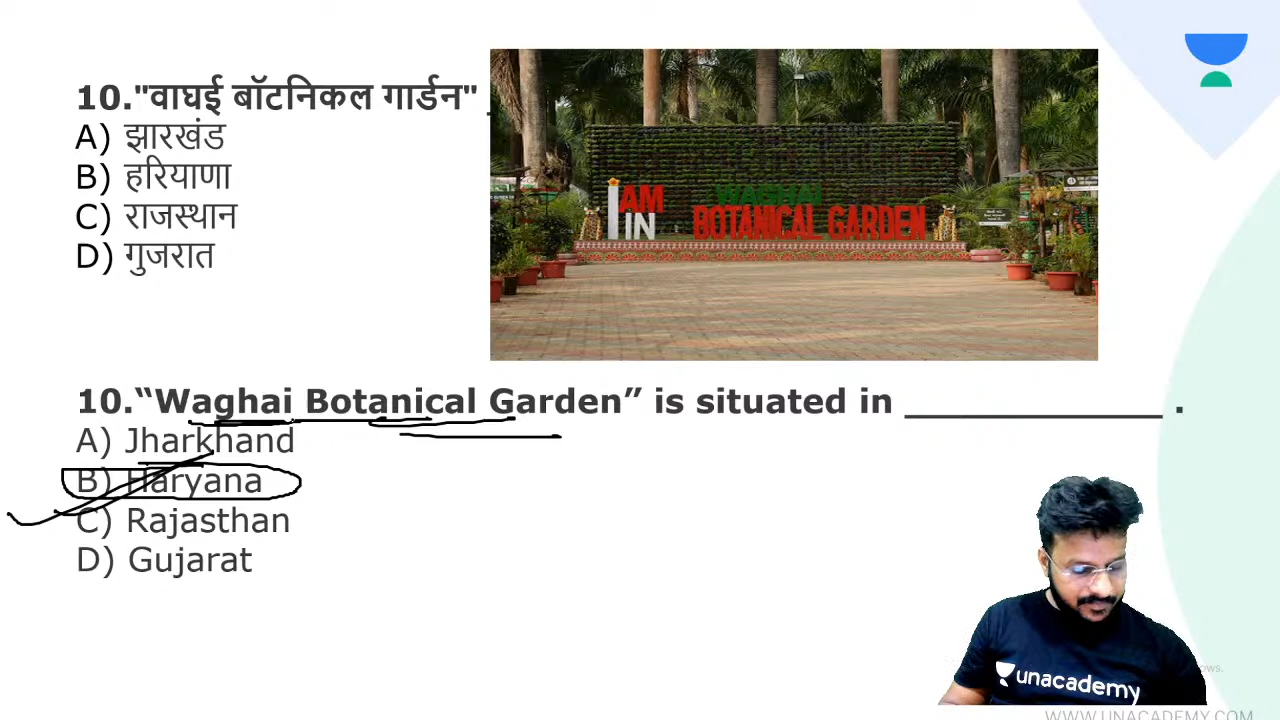 10."वाघई बॉटनिकल गार्डन" _
A) झारखंड
B) हरियाणा
C) राजस्थान
D) गुजरात
I AM IN
WAGHAI
BOTANICAL GARDEN
10.“Waghai Botanical Garden” is situated in _______________ .
A) Jharkhand
B) Haryana
C) Rajasthan
D) Gujarat
unacademy
WWW.UNACADEMY.COM